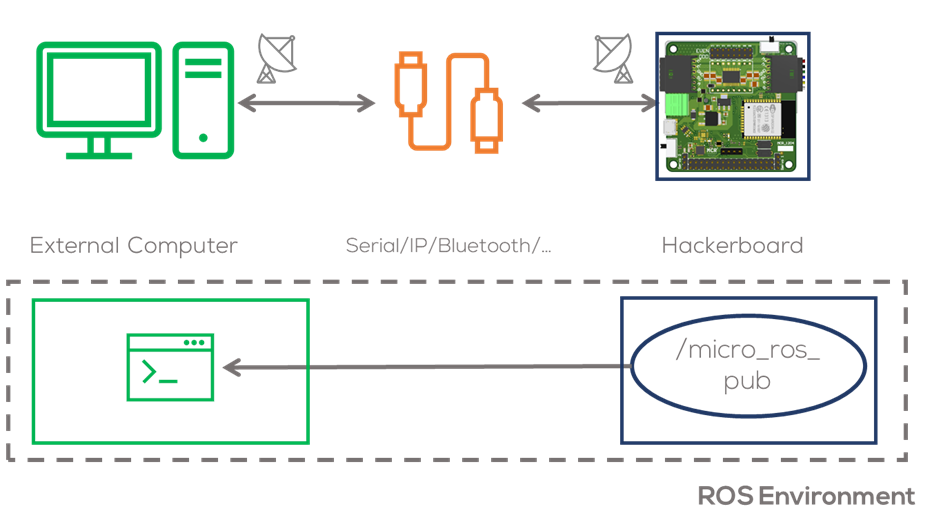 External Computer
Serial/IP/Bluetooth/...
Hackerboard
/micro_ros_
pub
ROS Environment